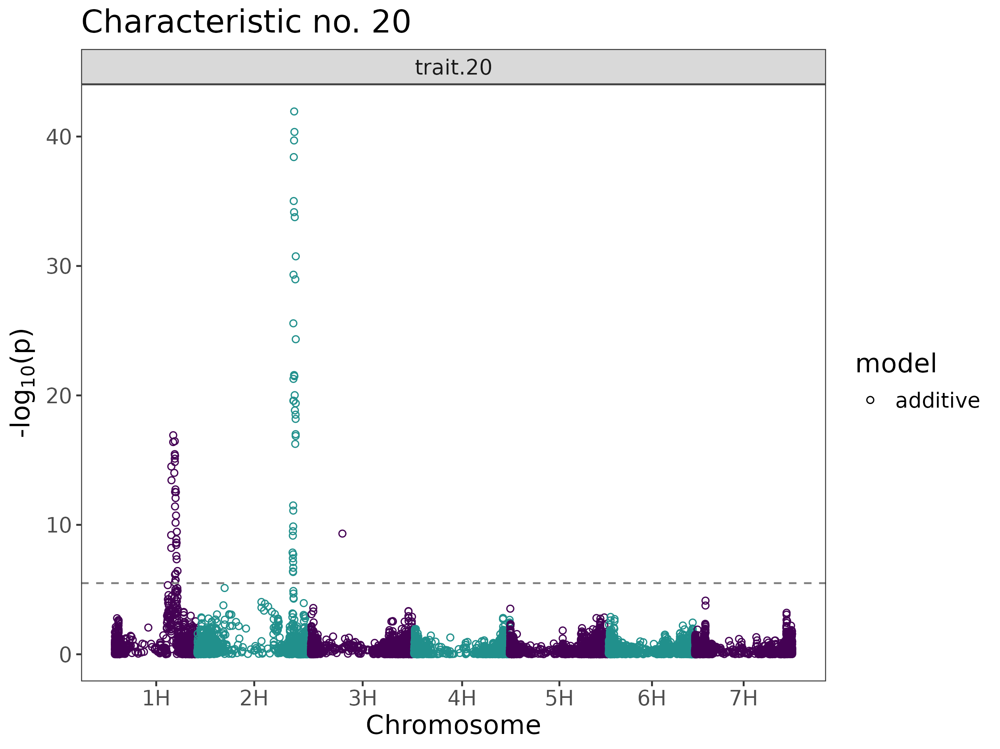 Characteristic no. 20
trait.20
40
30
20
10
0
-log10(p)
1H 2H 3H 4H 5H 6H 7H
Chromosome
model
additive